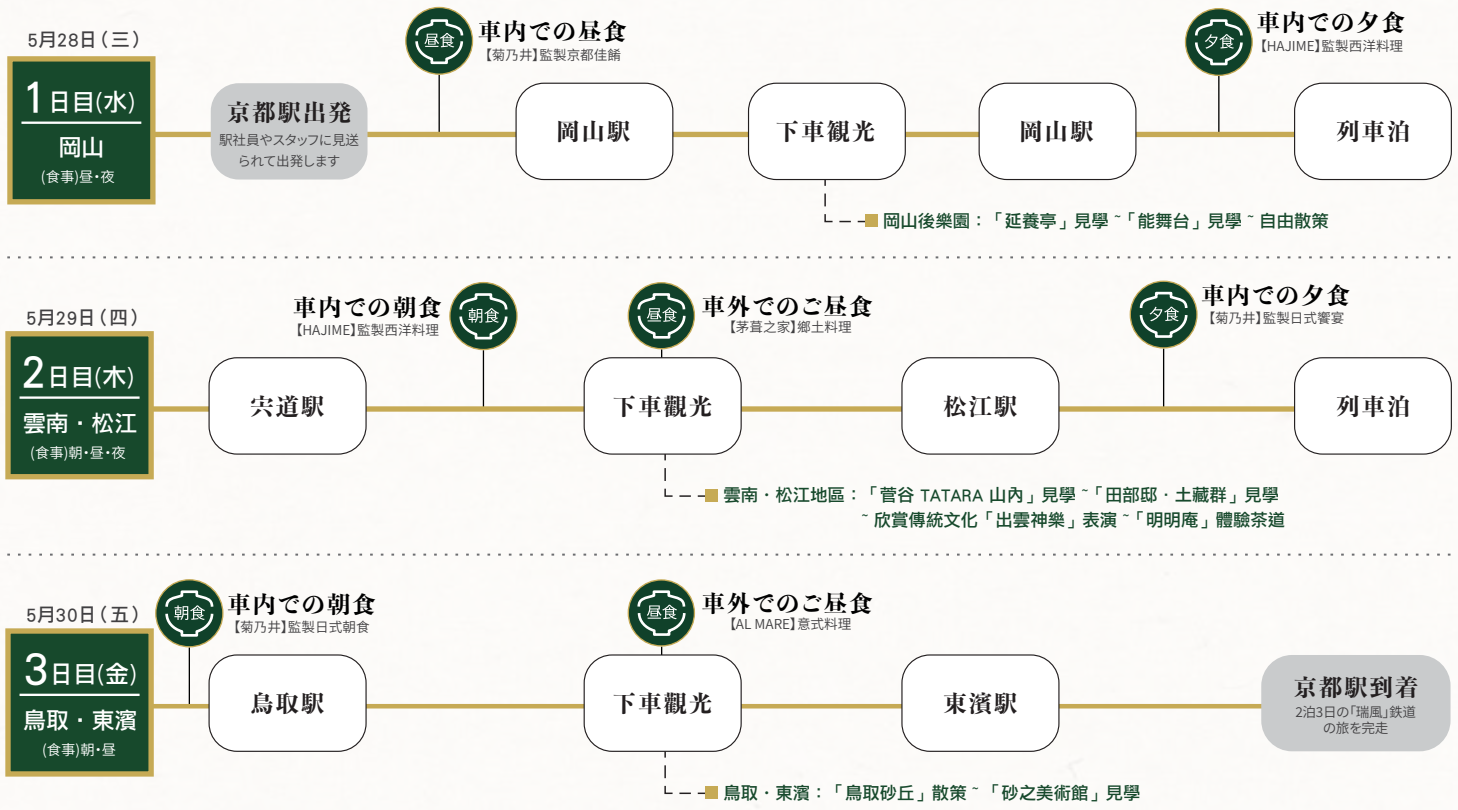 5月28日（三）
1日目(水)
岡山
(食事)昼・夜
京都駅出発
駅社員やスタッフに見送
られて出発します
昼食
車内での昼食
【菊乃井】監製京都佳餚
岡山駅
下車観光
岡山駅
夕食
車内での夕食
【HAJIME】監製西洋料理
列車泊
岡山後樂園：「延養亭」見學 ~「能舞台」見學 ~ 自由散策
5月29日（四）
2日目(木)
雲南・松江
(食事)朝・昼・夜
宍道駅
車内での朝食
【HAJIME】監製西洋料理
朝食
下車觀光
昼食
車外でのご昼食
【茅葺之家】鄉土料理
松江駅
夕食
車内での夕食
【菊乃井】監製日式饗宴
列車泊
雲南・松江地區：「菅谷 TATARA 山內」見學 ~「田部邸・土藏群」見學
~ 欣賞傳統文化「出雲神樂」表演 ~「明明庵」體驗茶道
5月30日（五）
3日目(金)
鳥取・東濱
(食事)朝・昼
朝食
車内での朝食
【菊乃井】監製日式朝食
鳥取駅
昼食
車外でのご昼食
【AL MARE】意式料理
下車觀光
東濱駅
京都駅到着
2泊3日の「瑞風」鉄道
の旅を完走
鳥取・東濱：「鳥取砂丘」散策 ~ 「砂之美術館」見學